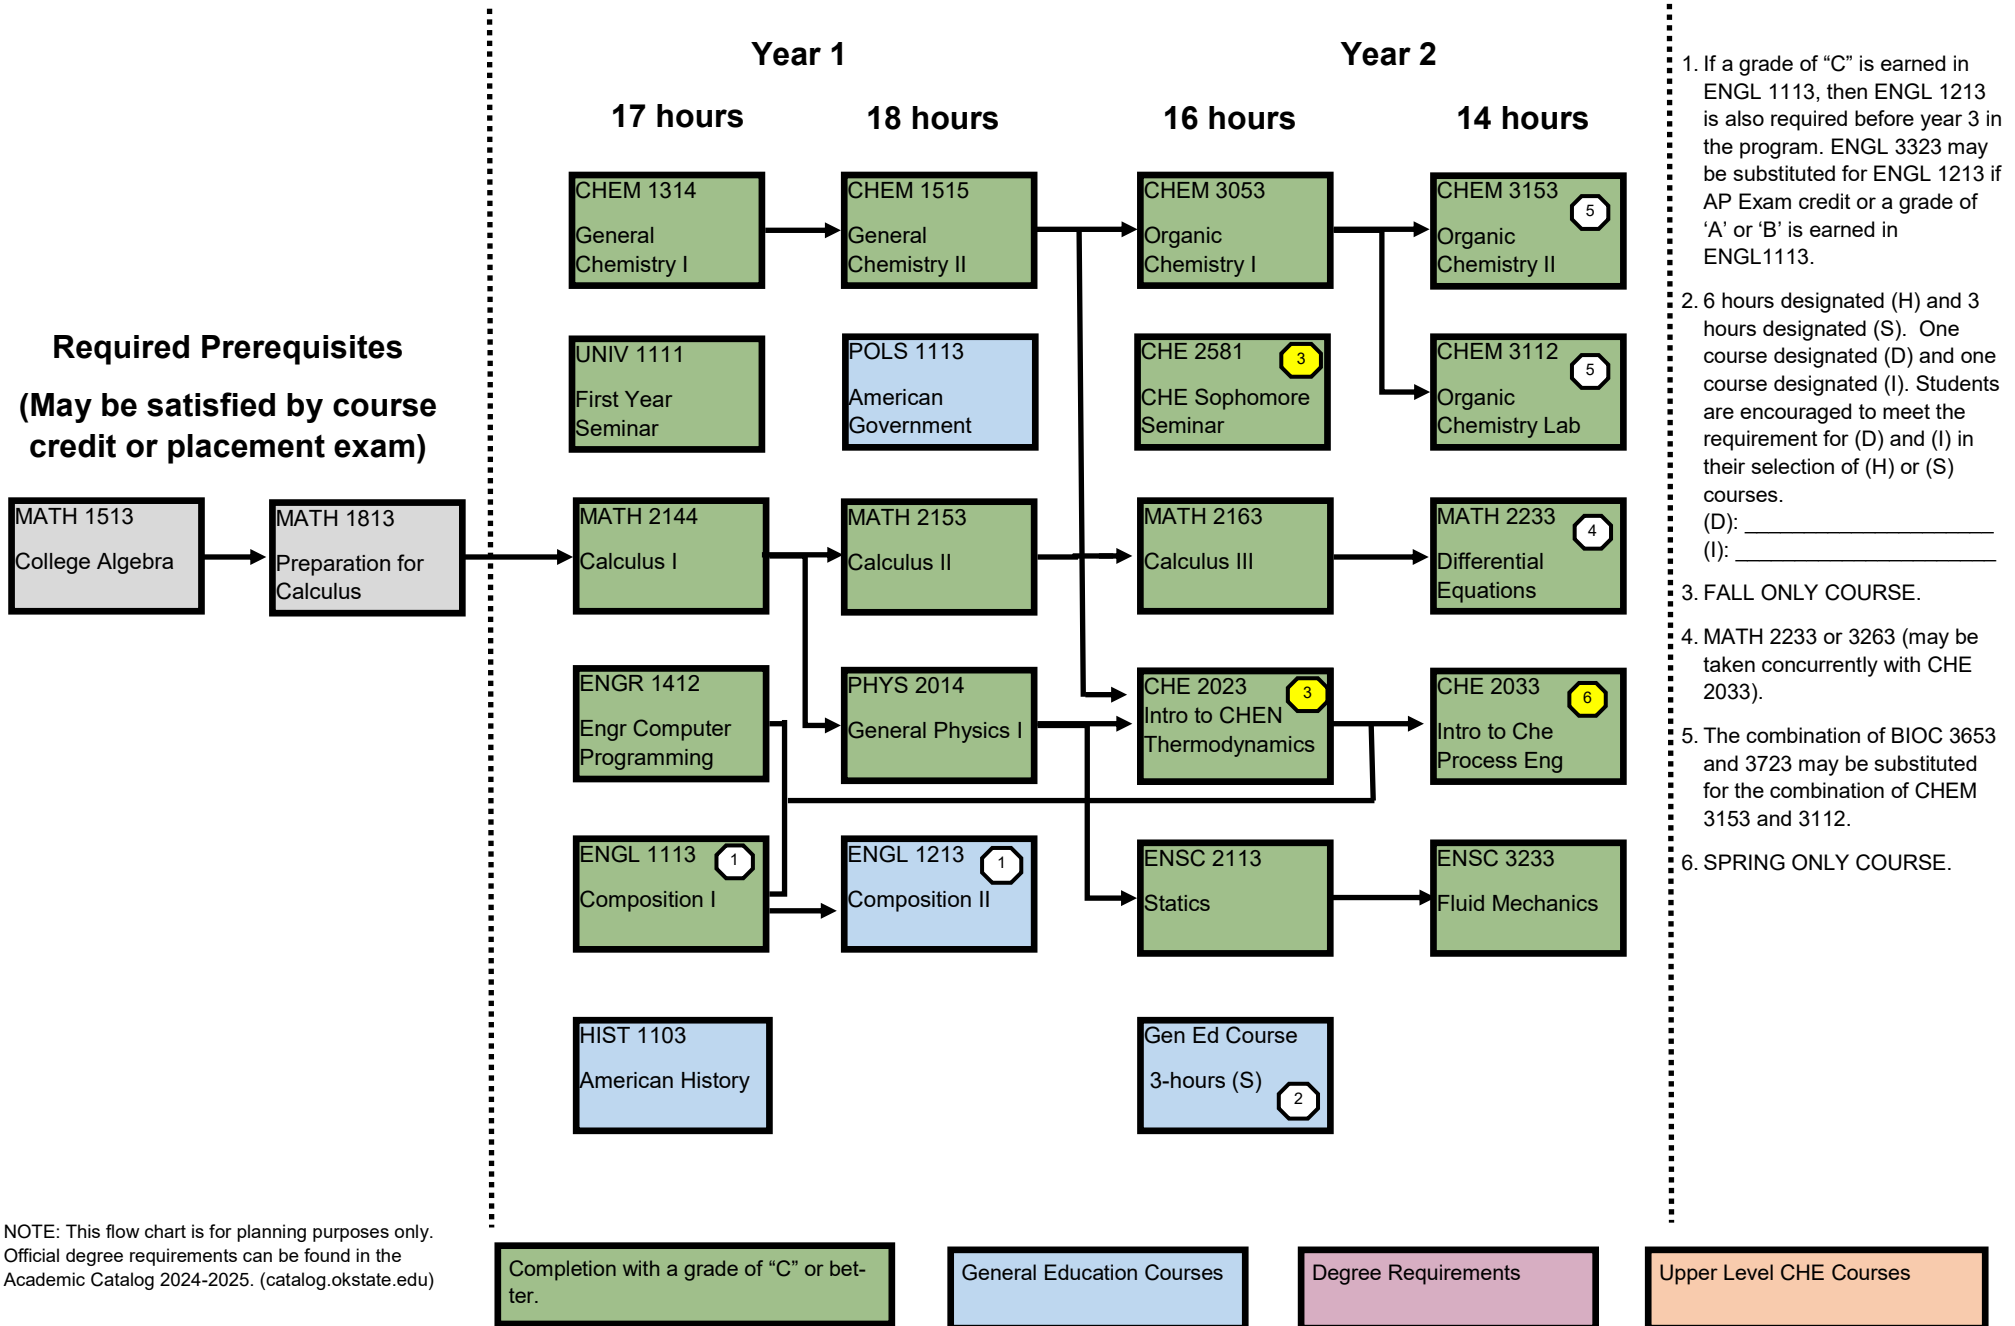 Year 1
Year 2
17 hours
18 hours
16 hours
14 hours
Required Prerequisites
(May be satisfied by course
credit or placement exam)
MATH 1513
College Algebra
MATH 1813
Preparation for
Calculus
CHEM 1314
General
Chemistry I
CHEM 1515
General
Chemistry II
CHEM 3053
Organic
Chemistry I
CHEM 3153
5
Organic
Chemistry II
UNIV 1111
First Year
Seminar
POLS 1113
American
Government
CHE 2581
3
CHE Sophomore
Seminar
CHEM 3112
5
Organic
Chemistry Lab
MATH 2144
Calculus I
MATH 2153
Calculus II
MATH 2163
Calculus III
MATH 2233
4
Differential
Equations
ENGR 1412
Engr Computer
Programming
PHYS 2014
General Physics I
CHE 2023
3
Intro to CHEN
Thermodynamics
CHE 2033
6
Intro to Che
Process Eng
ENGL 1113
1
Composition I
ENGL 1213
1
Composition II
ENSC 2113
Statics
ENSC 3233
Fluid Mechanics
HIST 1103
American History
Gen Ed Course
3-hours (S)
2
1. If a grade of “C” is earned in
ENGL 1113, then ENGL 1213
is also required before year 3 in
the program. ENGL 3323 may
be substituted for ENGL 1213 if
AP Exam credit or a grade of
‘A’ or ‘B’ is earned in
ENGL1113.
2. 6 hours designated (H) and 3
hours designated (S).  One
course designated (D) and one
course designated (I). Students
are encouraged to meet the
requirement for (D) and (I) in
their selection of (H) or (S)
courses.
(D): _____________________
(I): ______________________
3. FALL ONLY COURSE.
4. MATH 2233 or 3263 (may be
taken concurrently with CHE
2033).
5. The combination of BIOC 3653
and 3723 may be substituted
for the combination of CHEM
3153 and 3112.
6. SPRING ONLY COURSE.
NOTE: This flow chart is for planning purposes only.
Official degree requirements can be found in the
Academic Catalog 2024-2025. (catalog.okstate.edu)
Completion with a grade of “C” or bet-
ter.
General Education Courses
Degree Requirements
Upper Level CHE Courses